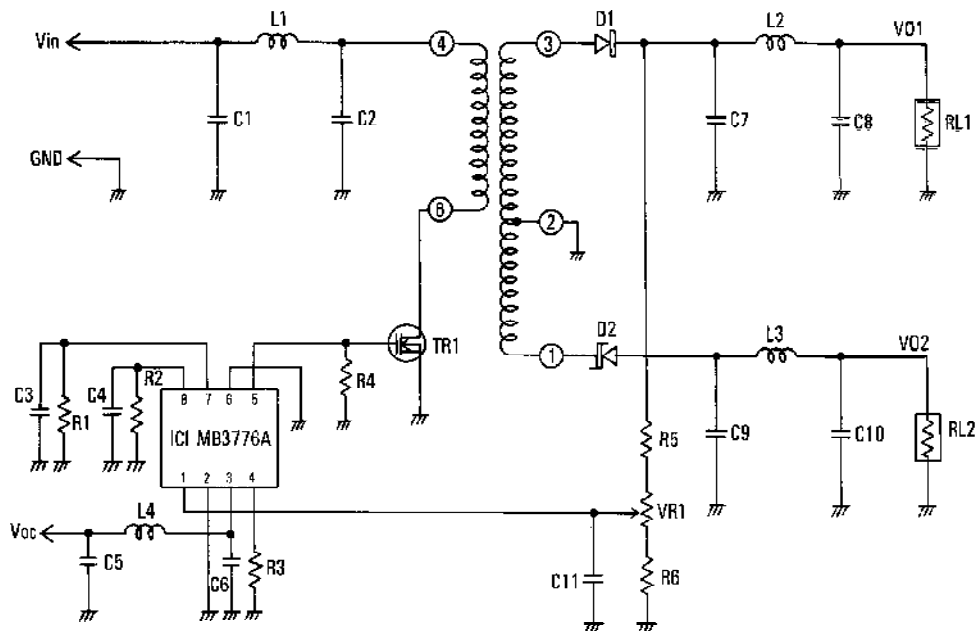 L1
D1
L2
Vin
4
3
VO1
C1
C2
C7
C8
RL1
GND
6
2
D2
L3
TR1
1
VO2
R2
R4
C3
C4
8 7 6 5
R1
ICI MB3776A
R5
C9
C10
RL2
1 2 3 4
L4
VR1
Voc
C5
C6
R3
C11
R6